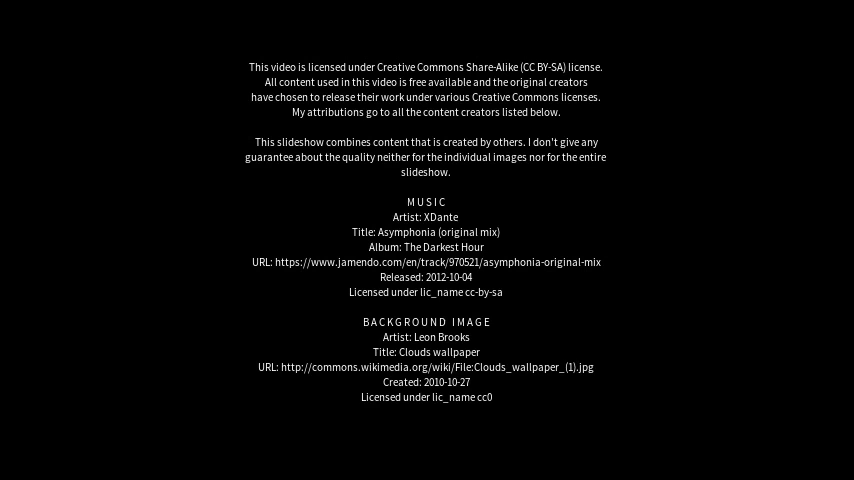 This video is licensed under Creative Commons Share-Alike (CC BY-SA) license.
All content used in this video is free available and the original creators
have chosen to release their work under various Creative Commons licenses.
My attributions go to all the content creators listed below.
This slideshow combines content that is created by others. I don't give any
guarantee about the quality neither for the individual images nor for the entire
slideshow.
M U S I C
Artist: XDante
Title: Asymphonia (original mix)
Album: The Darkest Hour
URL: https://www.jamendo.com/en/track/970521/asymphonia-original-mix
Released: 2012-10-04
Licensed under lic_name cc-by-sa
B A C K G R O U N D   I M A G E
Artist: Leon Brooks
Title: Clouds wallpaper
URL: http://commons.wikimedia.org/wiki/File:Clouds_wallpaper_(1).jpg
Created: 2010-10-27
Licensed under lic_name cc0